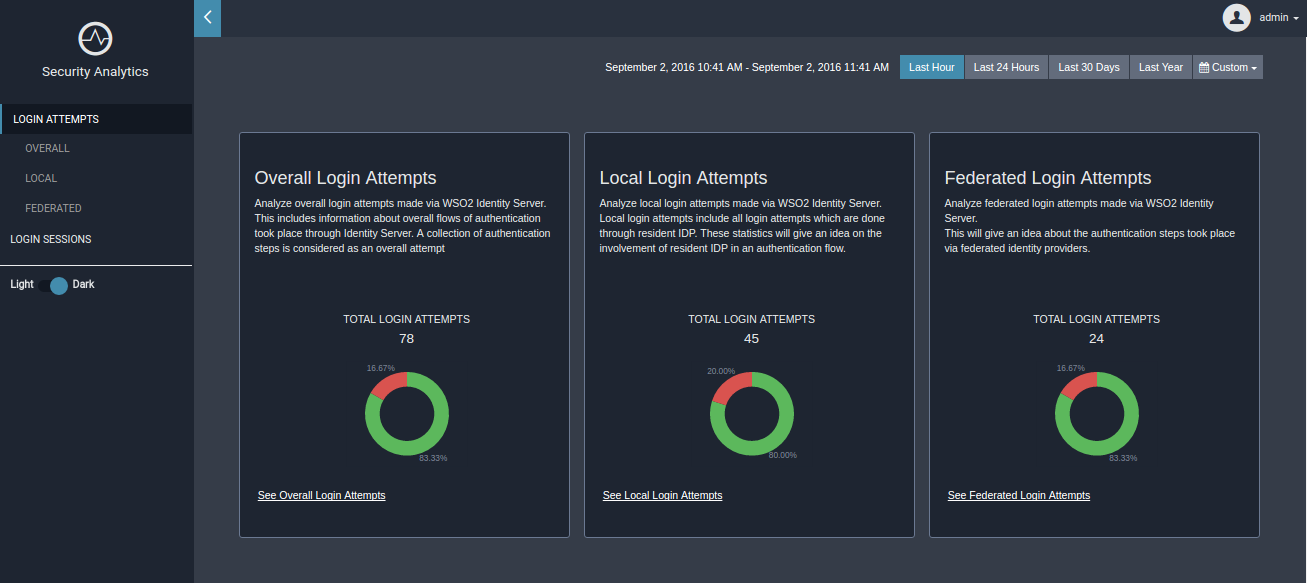 Security Analytics
LOGIN ATTEMPTS
OVERALL
LOCAL
FEDERATED
LOGIN SESSIONS
Light Dark
admin
September 2, 2016 10:41 AM - September 2, 2016 11:41 AM
Last Hour
Last 24 Hours
Last 30 Days
Last Year
Custom
Overall Login Attempts
Analyze overall login attempts made via WSO2 Identity Server.
This includes information about overall flows of authentication
took place through Identity Server. A collection of authentication
steps is considered as an overall attempt
TOTAL LOGIN ATTEMPTS
78
16.67%
83.33%
See Overall Login Attempts
Local Login Attempts
Analyze local login attempts made via WSO2 Identity Server.
Local login attempts include all login attempts which are done
through resident IDP. These statistics will give an idea on the
involvement of resident IDP in an authentication flow.
TOTAL LOGIN ATTEMPTS
45
20.00%
80.00%
See Local Login Attempts
Federated Login Attempts
Analyze federated login attempts made via WSO2 Identity
Server.
This will give an idea about the authentication steps took place
via federated identity providers.
TOTAL LOGIN ATTEMPTS
24
16.67%
83.33%
See Federated Login Attempts